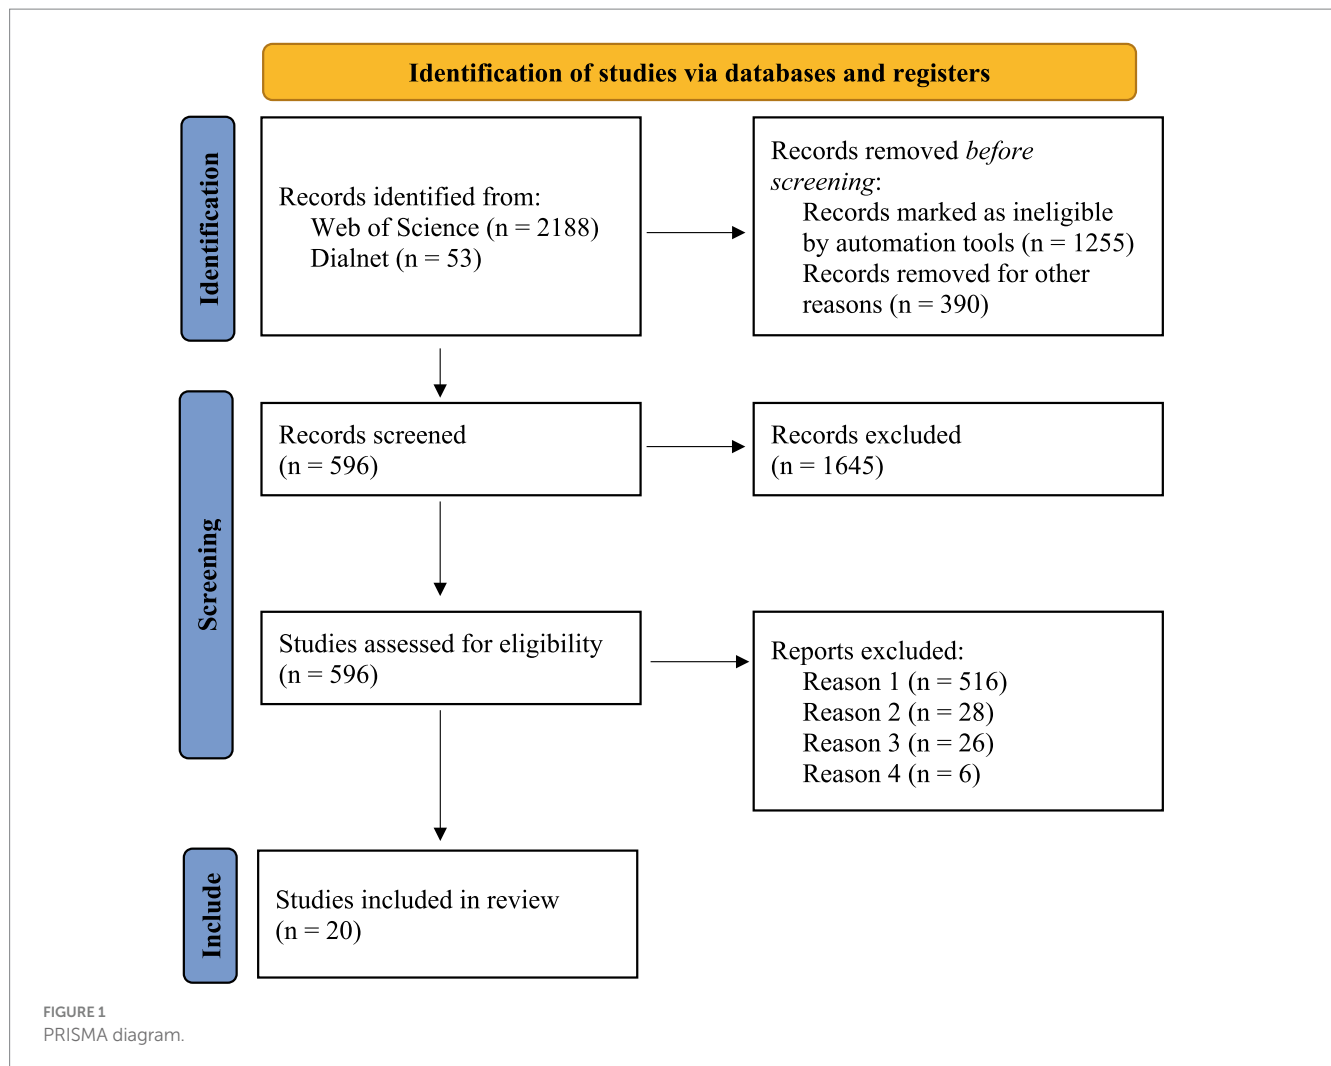 Identification of studies via databases and registers
Identification
Records identified from:
Web of Science (n = 2188)
Dialnet (n = 53)
Records removed before
screening:
Records marked as ineligible
by automation tools (n = 1255)
Records removed for other
reasons (n = 390)
Screening
Records screened
(n = 596)
Records excluded
(n = 1645)
Studies assessed for eligibility
(n = 596)
Reports excluded:
Reason 1 (n = 516)
Reason 2 (n = 28)
Reason 3 (n = 26)
Reason 4 (n = 6)
Include
Studies included in review
(n = 20)
FIGURE 1
PRISMA diagram.